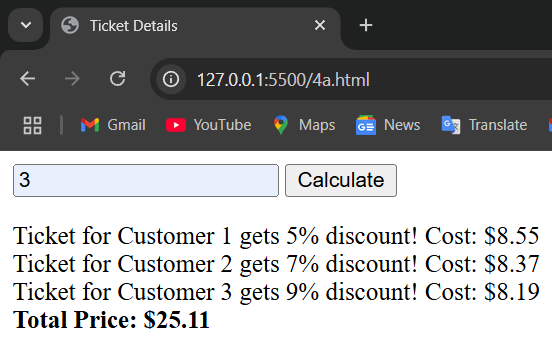 Ticket Details
127.0.0.1:5500/4a.html
Gmail YouTube Maps GE News G Translate
3 Calculate
Ticket for Customer 1 gets 5% discount! Cost: $8.55
Ticket for Customer 2 gets 7% discount! Cost: $8.37
Ticket for Customer 3 gets 9% discount! Cost: $8.19
Total Price: $25.11